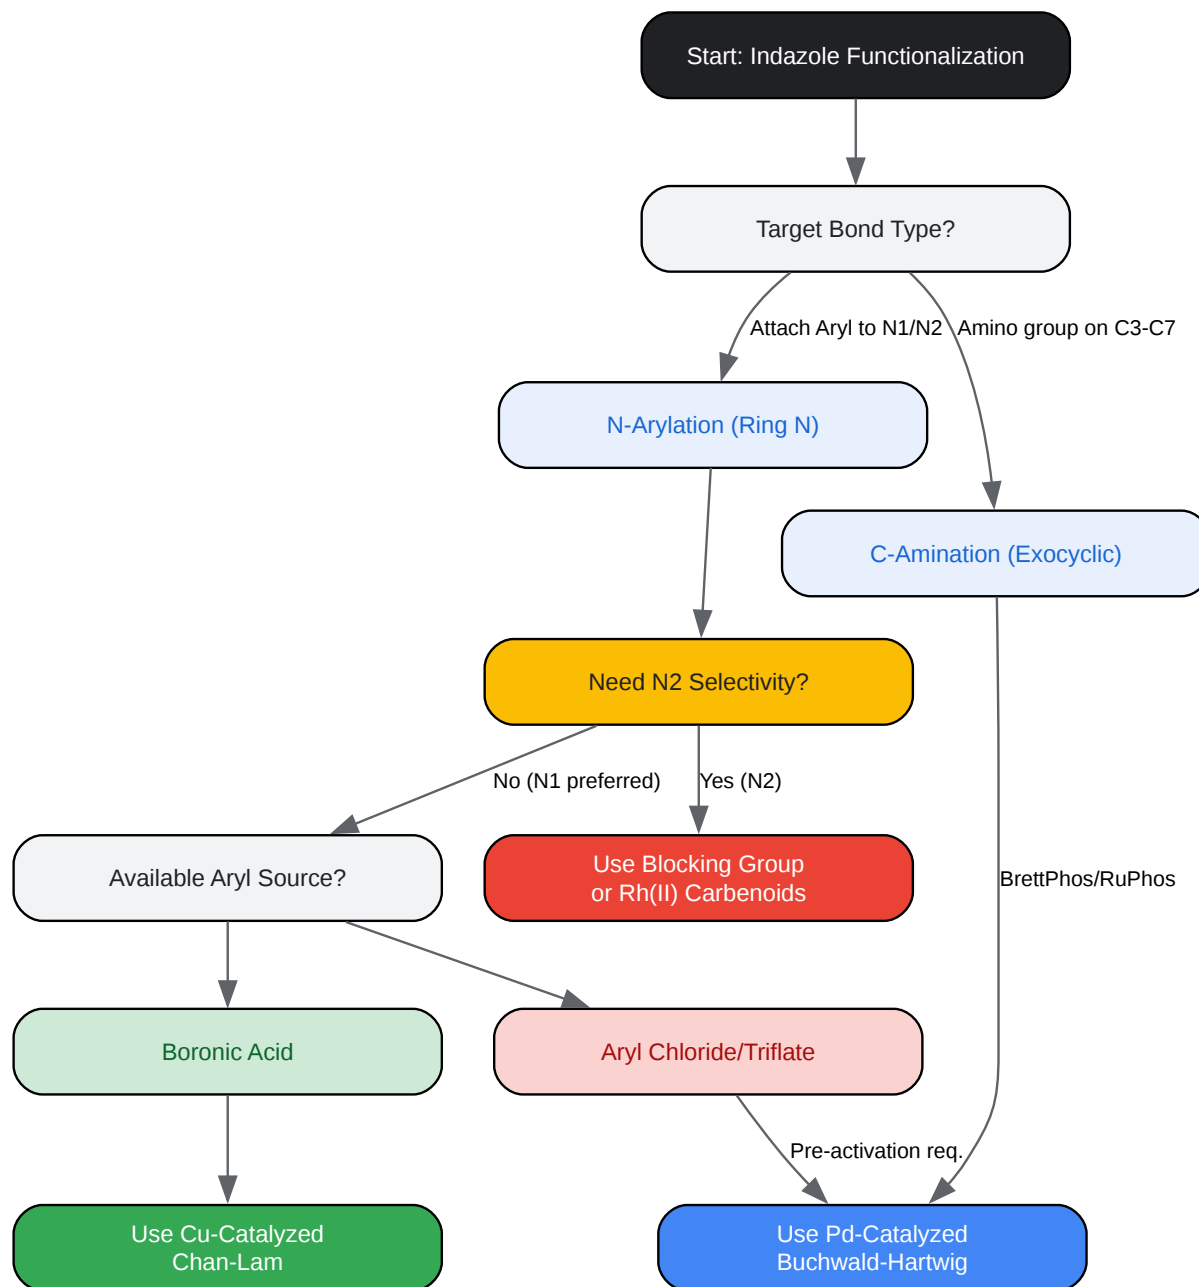 Start: Indazole Functionalization
Target Bond Type?
Attach Aryl to N1/N2
Amino group on C3-C7
N-Arylation (Ring N)
C-Amination (Exocyclic)
Need N2 Selectivity?
No (N1 preferred)
Yes (N2)
Available Aryl Source?
Use Blocking Group
or Rh(II) Carbenoids
BrettPhos/RuPhos
Boronic Acid
Aryl Chloride/Triflate
Pre-activation req.
Use Cu-Catalyzed
Chan-Lam
Use Pd-Catalyzed
Buchwald-Hartwig